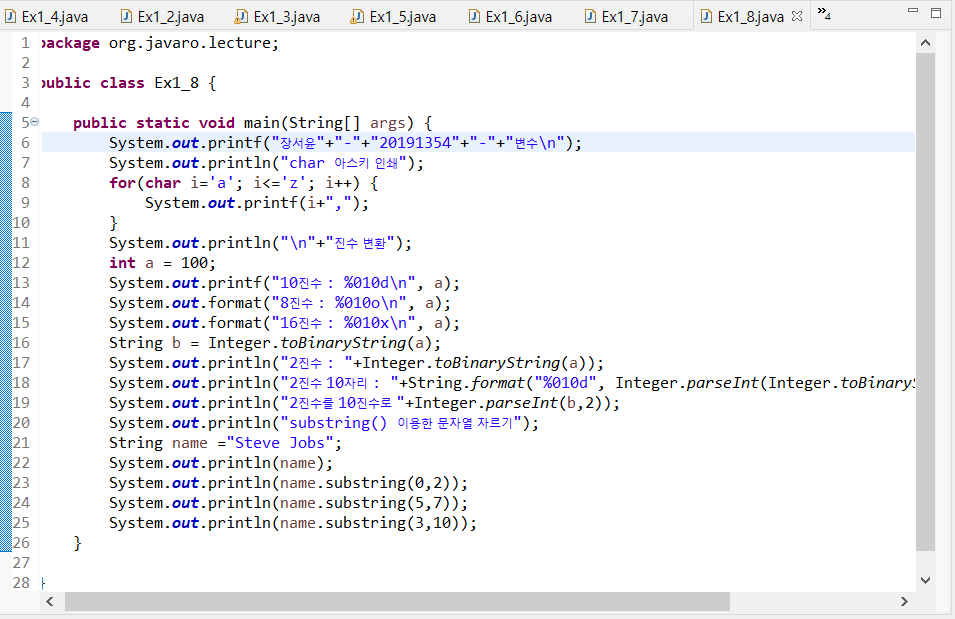 Ex1_4.java Ex1_2.java Ex1_3.java Ex1_5.java Ex1_6.java Ex1_7.java Ex1_8.java »4
1 package org.javaro.lecture;
2
3 public class Ex1_8 {
4
5 public static void main(String[] args) {
6 System.out.printf("장서윤"+"-"+"20191354"+"-"+"변수\n");
7 System.out.println("char 아스키 인쇄");
8 for(char i='a'; i<='z'; i++) {
9 System.out.printf(i+",");
10 }
11 System.out.println("\n"+"진수 변환");
12 int a = 100;
13 System.out.printf("10진수 : %010d\n", a);
14 System.out.format("8진수 : %010o\n", a);
15 System.out.format("16진수 : %010x\n", a);
16 String b = Integer.toBinaryString(a);
17 System.out.println("2진수 : "+Integer.toBinaryString(a));
18 System.out.println("2진수 10자리 : "+String.format("%010d", Integer.parseInt(Integer.toBinaryS
19 System.out.println("2진수를 10진수로 "+Integer.parseInt(b,2));
20 System.out.println("substring() 이용한 문자열 자르기");
21 String name ="Steve Jobs";
22 System.out.println(name);
23 System.out.println(name.substring(0,2));
24 System.out.println(name.substring(5,7));
25 System.out.println(name.substring(3,10));
26 }
27
28 }